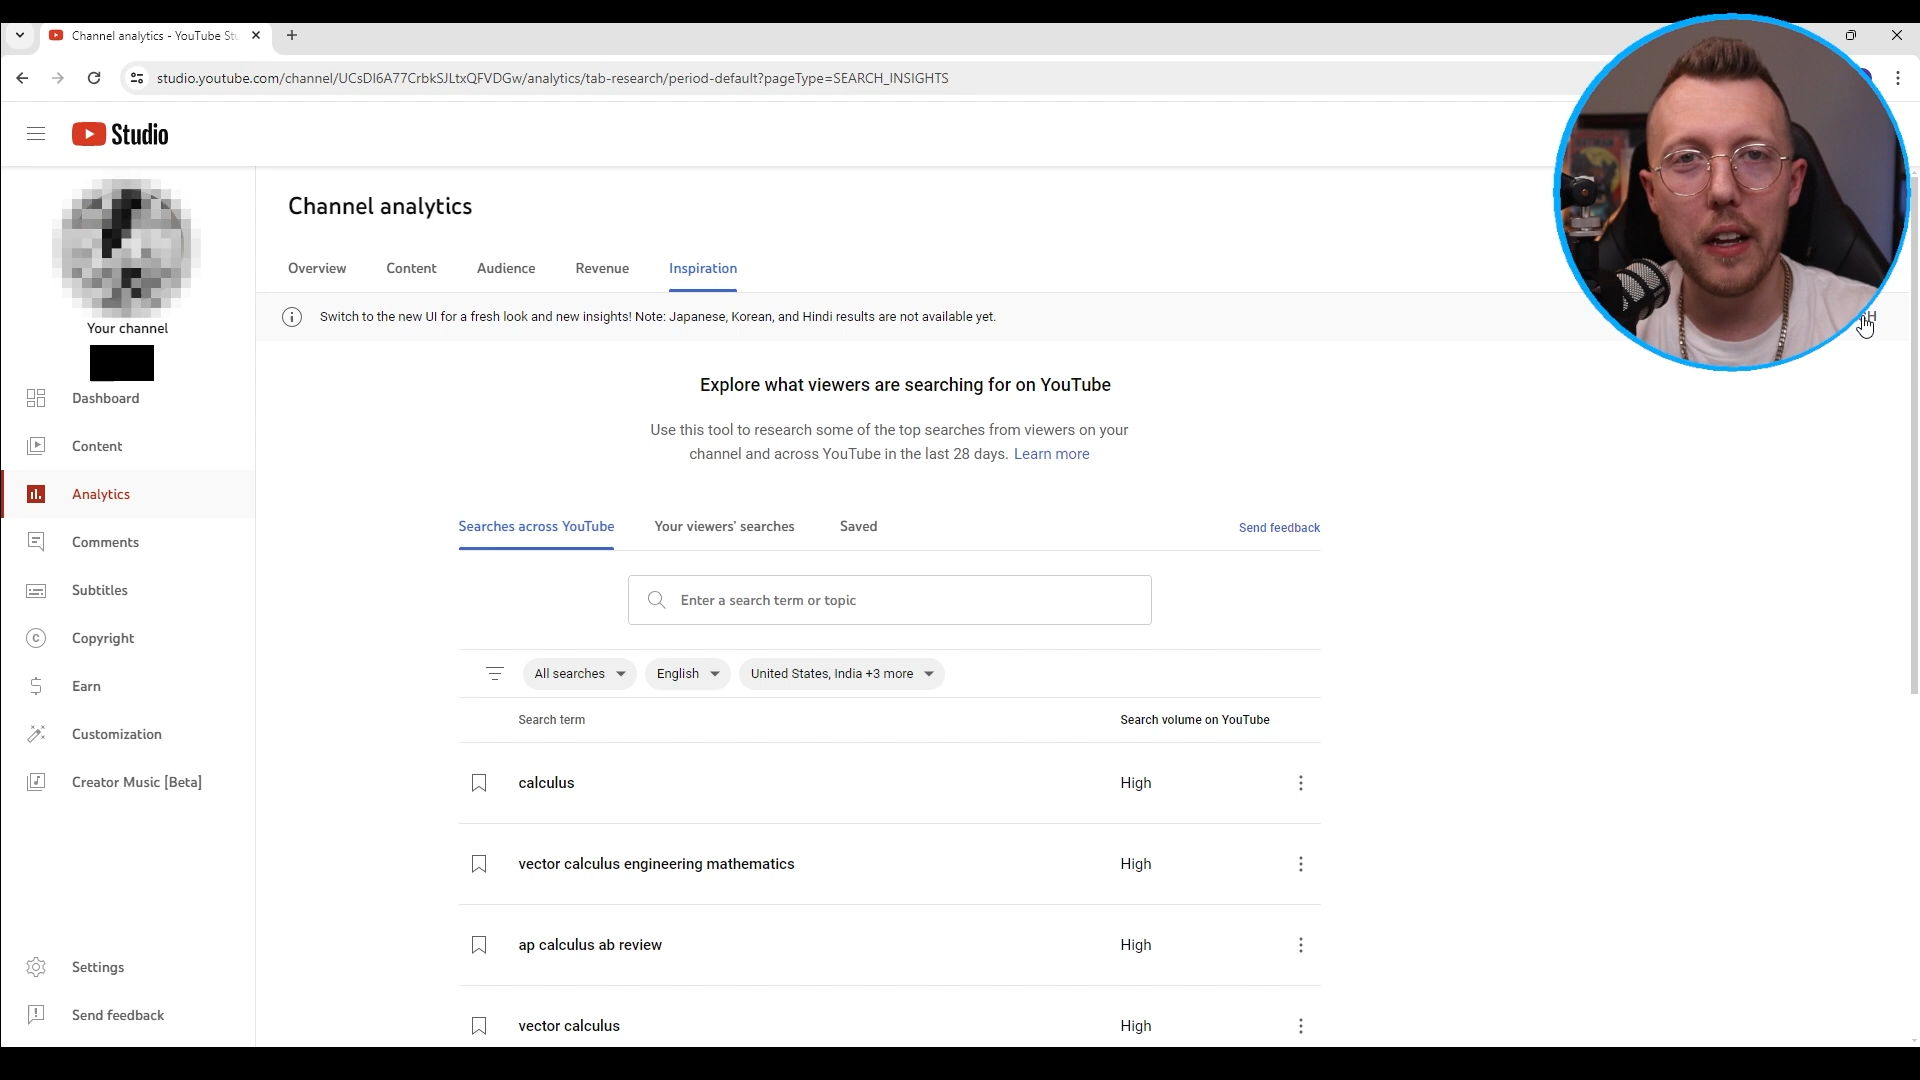 Channel analytics - YouTube Stu
studio.youtube.com/channel/UCsDI6A77CrbkSJLtxQFVDGw/analytics/tab-research/period-default?pageType=SEARCH_INSIGHTS
Studio
Your channel
Dashboard
Content
Analytics
Comments
Subtitles
Copyright
Earn
Customization
Creator Music [Beta]
Settings
Send feedback
Channel analytics
Overview Content Audience Revenue Inspiration
Switch to the new UI for a fresh look and new insights! Note: Japanese, Korean, and Hindi results are not available yet.
Explore what viewers are searching for on YouTube
Use this tool to research some of the top searches from viewers on your
channel and across YouTube in the last 28 days. Learn more
Searches across YouTube Your viewers' searches Saved Send feedback
Enter a search term or topic
All searches English United States, India +3 more
Search term Search volume on YouTube
calculus High
vector calculus engineering mathematics High
ap calculus ab review High
vector calculus High